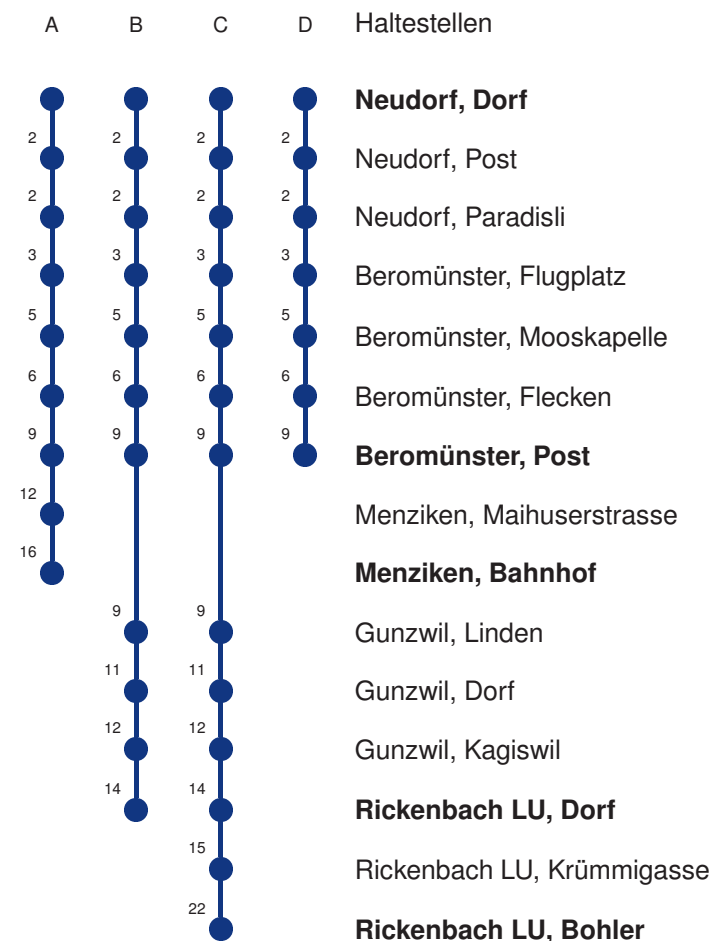 A B C D Haltestellen
Neudorf, Dorf
2 2 2 2 Neudorf, Post
2 2 2 2 Neudorf, Paradisli
3 3 3 3 Beromünster, Flugplatz
5 5 5 5 Beromünster, Mooskapelle
6 6 6 6 Beromünster, Flecken
9 9 9 9 Beromünster, Post
12 Menziken, Maihuserstrasse
16 Menziken, Bahnhof
9 9 Gunzwil, Linden
11 11 Gunzwil, Dorf
12 12 Gunzwil, Kagiswil
14 14 Rickenbach LU, Dorf
15 Rickenbach LU, Krümmigasse
22 Rickenbach LU, Bohler